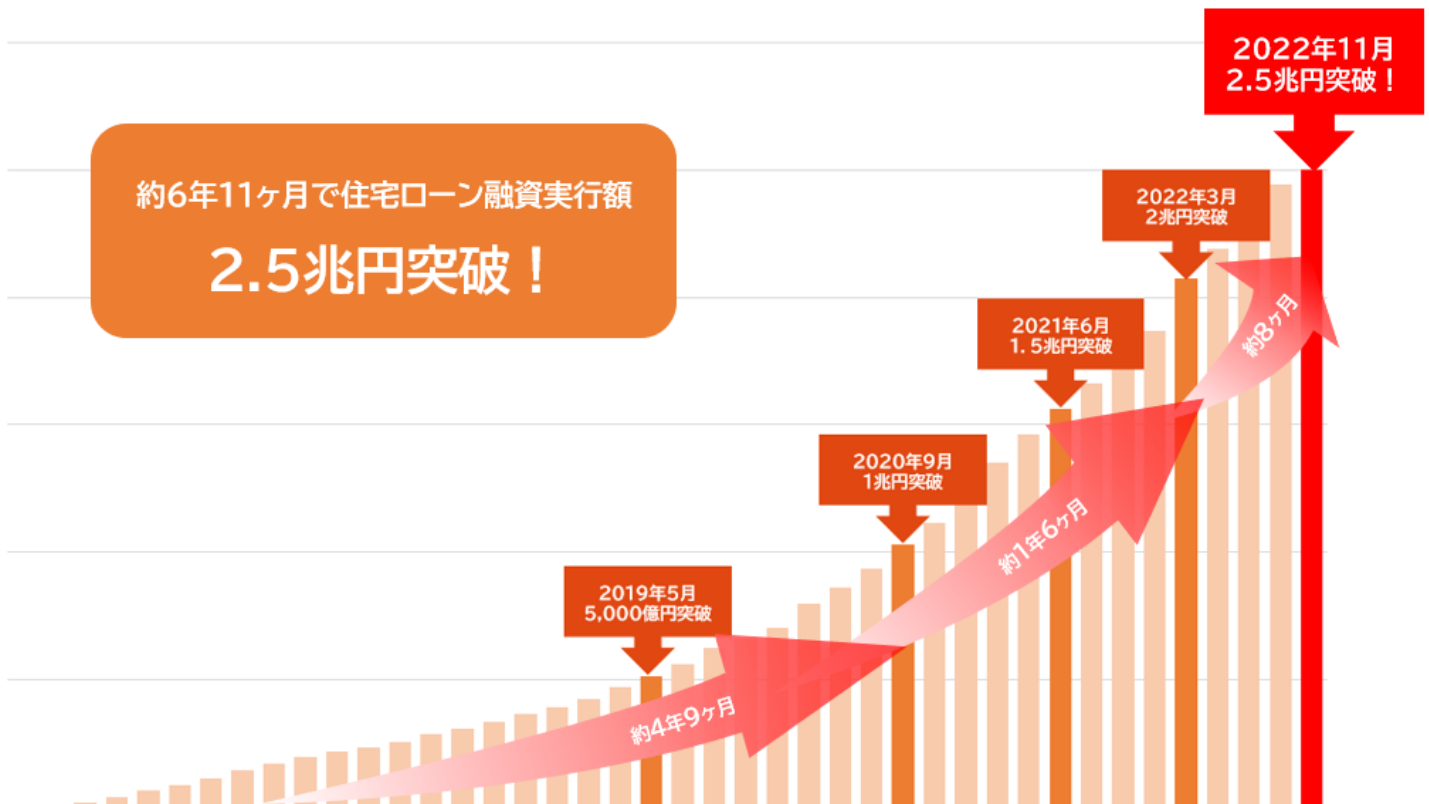 2022年11月
2.5兆円突破！
約6年11ヶ月で住宅ローン融資実行額
2.5兆円突破！
2022年3月
2兆円突破
2021年6月
1.5兆円突破
約8ヶ月
2020年9月
1兆円突破
約1年6ヶ月
2019年5月
5,000億円突破
約4年9ヶ月